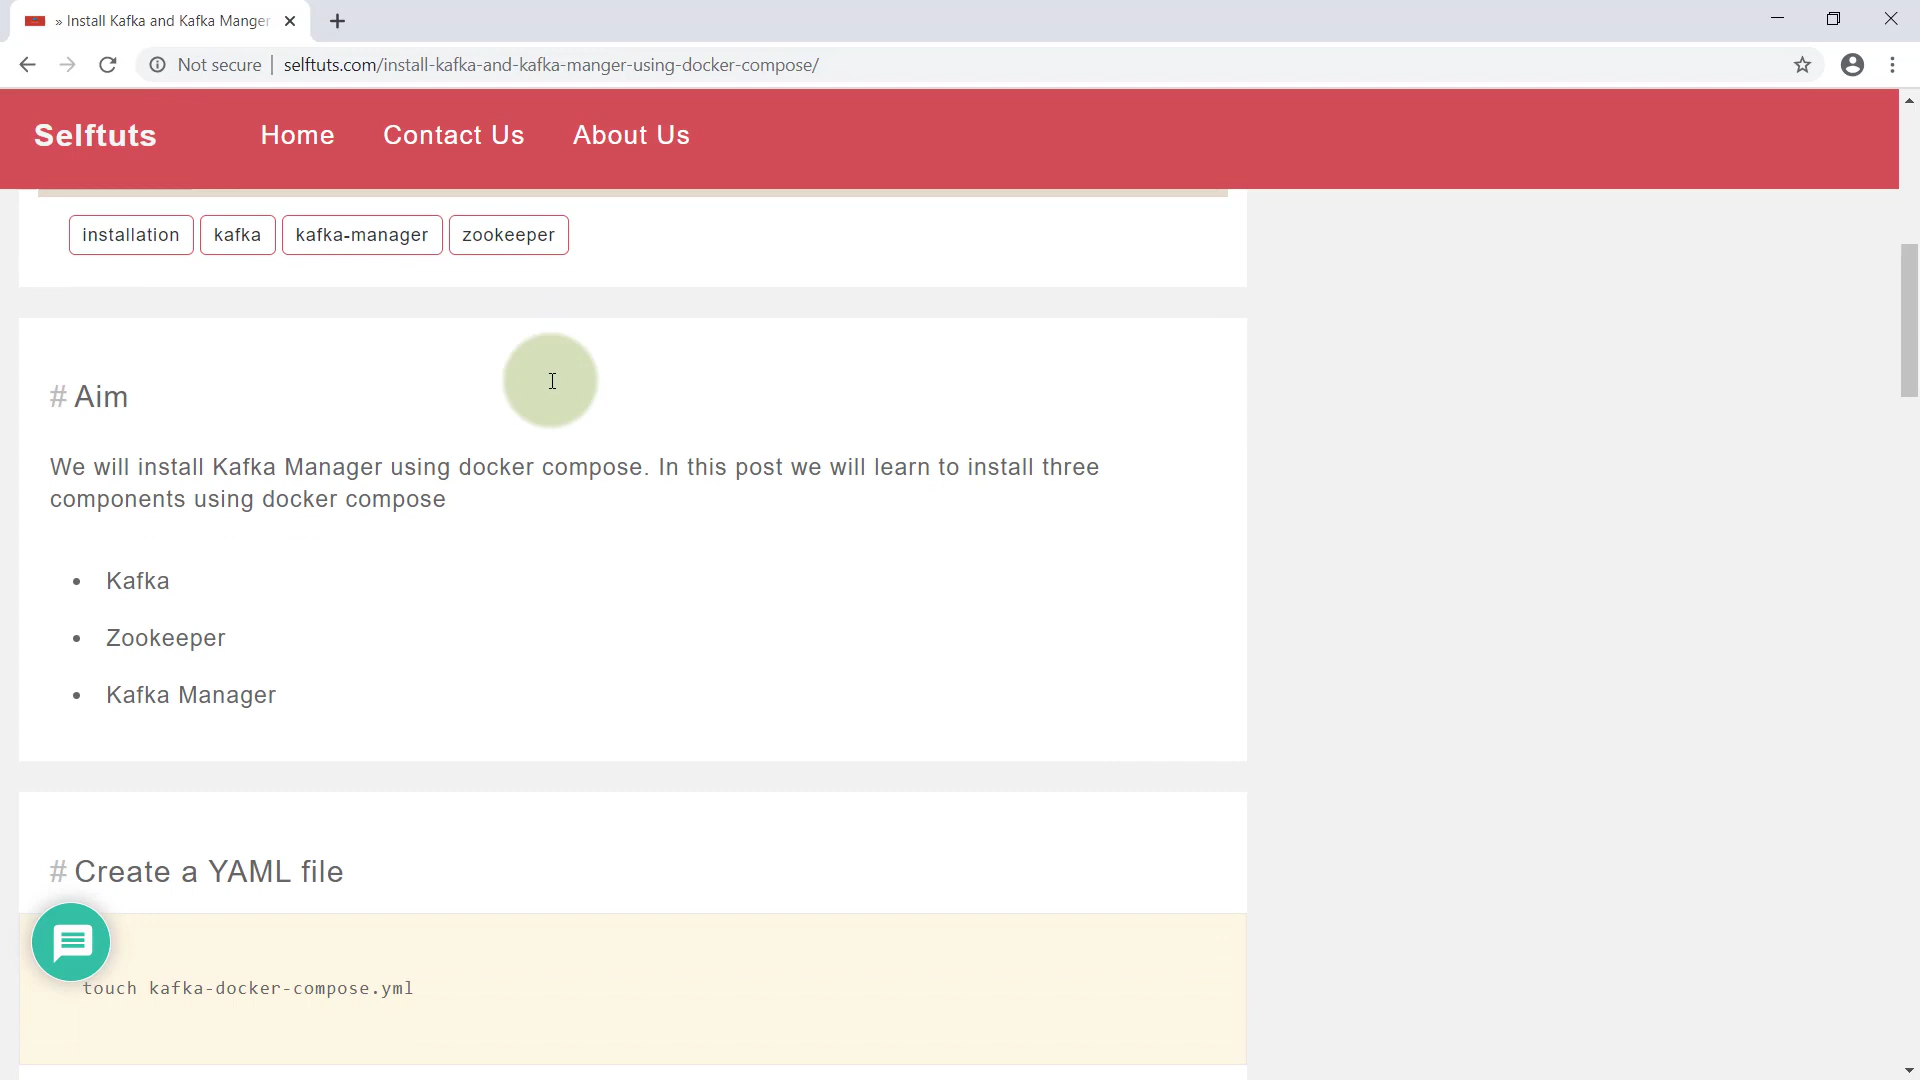 » Install Kafka and Kafka Manger
Not secure | selftuts.com/install-kafka-and-kafka-manger-using-docker-compose/
Selftuts Home Contact Us About Us
installation kafka kafka-manager zookeeper
# Aim
We will install Kafka Manager using docker compose. In this post we will learn to install three
components using docker compose
• Kafka
• Zookeeper
• Kafka Manager
# Create a YAML file
touch kafka-docker-compose.yml